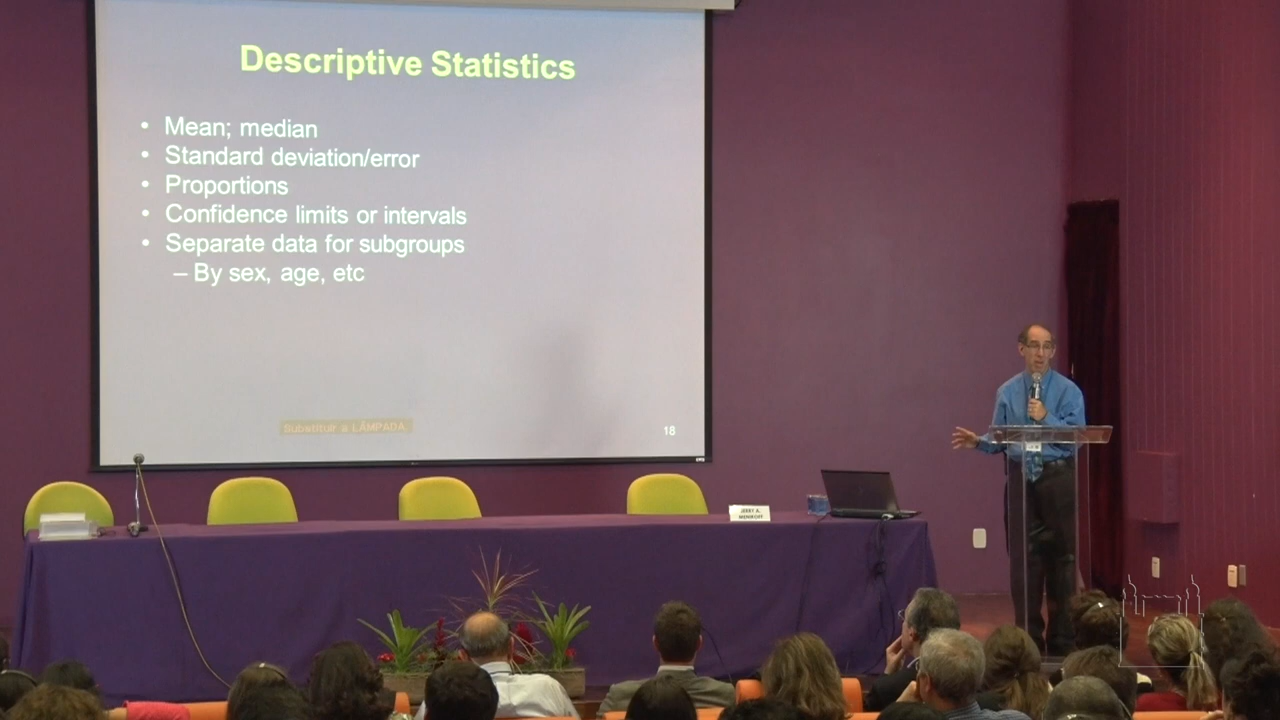 Descriptive Statistics
• Mean; median
• Standard deviation/error
• Proportions
• Confidence limits or intervals
• Separate data for subgroups
– By sex, age, etc
Substituir a LÂMPADA.
18
JERRY A.
MENIKOFF